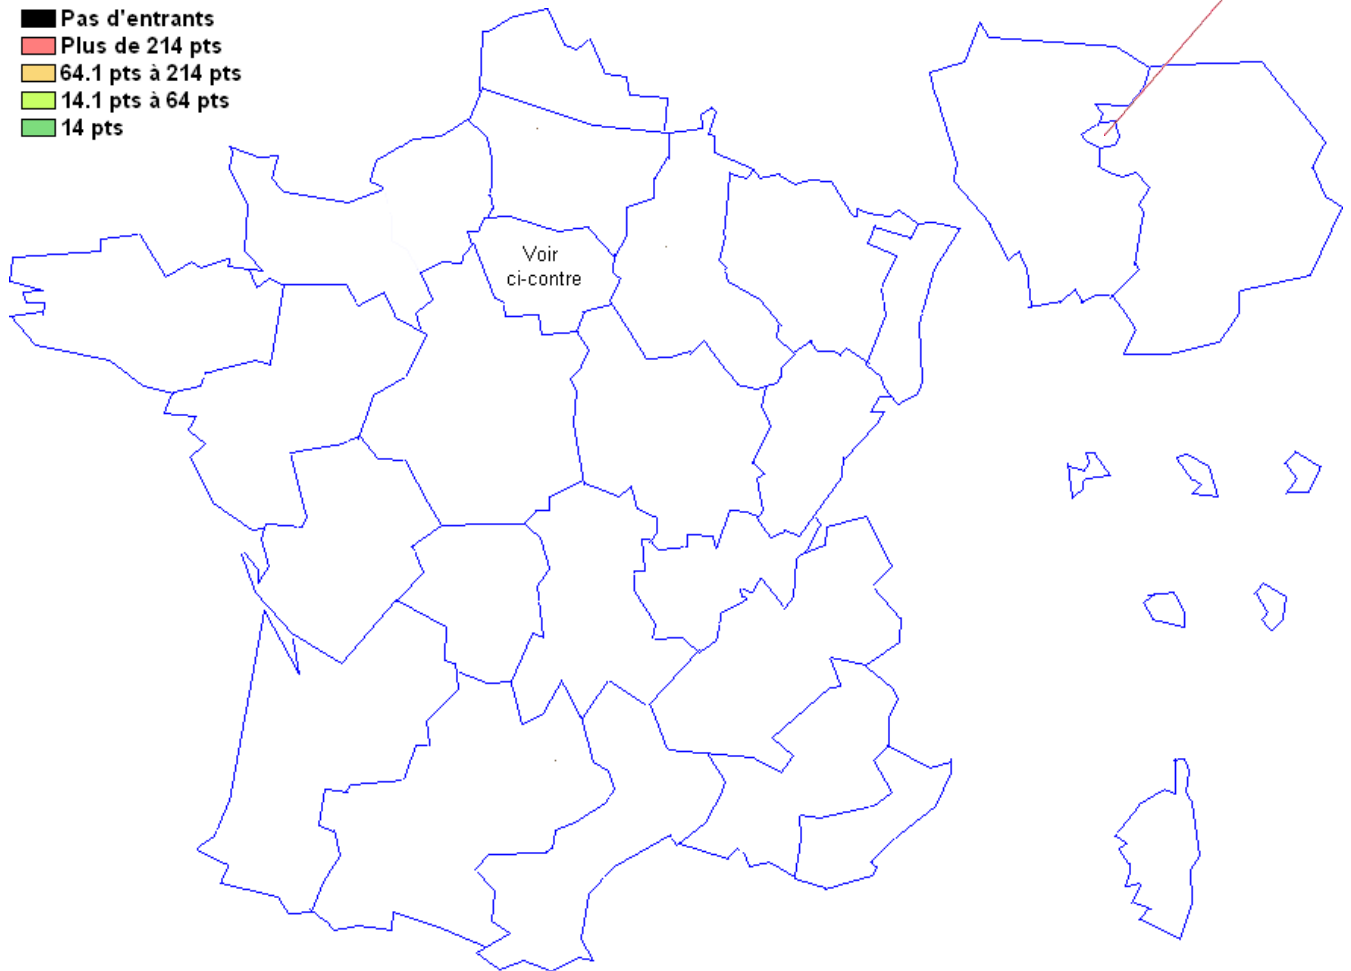 Pas d'entrants
Plus de 214 pts
64.1 pts à 214 pts
14.1 pts à 64 pts
14 pts
Voir
ci-contre